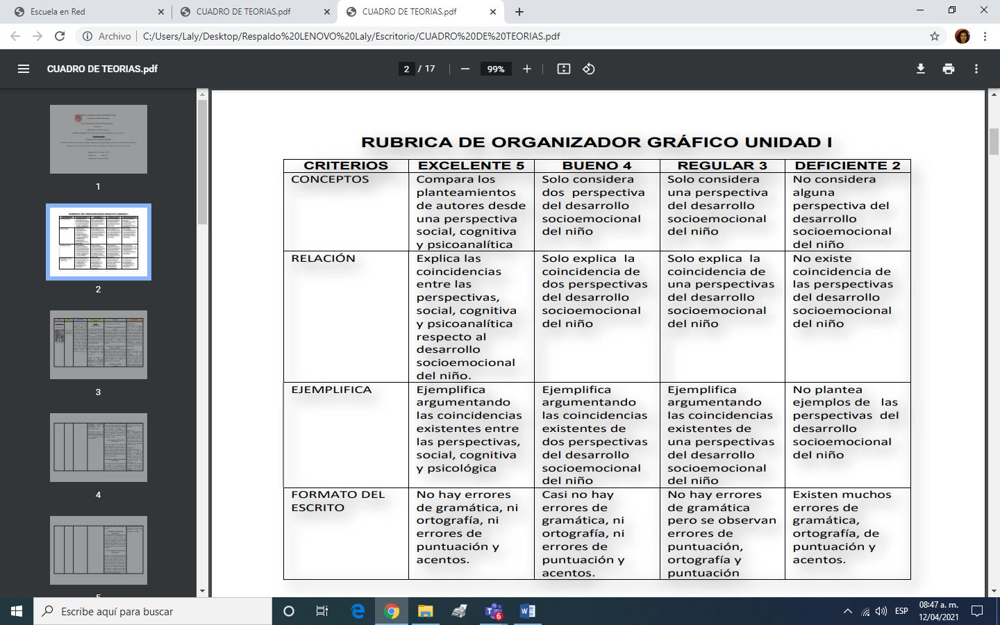 Escuela en Red
CUADRO DE TEORIAS.pdf
CUADRO DE TEORIAS.pdf
Archivo
C:/Users/Laly/Desktop/Respaldo%20LENOVO%20Laly/Escritorio/CUADRO%20DE%20TEORIAS.pdf
CUADRO DE TEORIAS.pdf
2 / 17
99%
1
2
3
4
5
RUBRICA DE ORGANIZADOR GRÁFICO UNIDAD I
CRITERIOS
EXCELENTE 5
BUENO 4
REGULAR 3
DEFICIENTE 2
CONCEPTOS
Compara los
planteamientos
de autores desde
una perspectiva
social, cognitiva
y psicoanalítica
Solo considera
dos perspectiva
del desarrollo
socioemocional
del niño
Solo considera
una perspectiva
del desarrollo
socioemocional
del niño
No considera
alguna
perspectiva del
desarrollo
socioemocional
del niño
RELACIÓN
Explica las
coincidencias
entre las
perspectivas,
social, cognitiva
y psicoanalítica
respecto al
desarrollo
socioemocional
del niño.
Solo explica la
coincidencia de
dos perspectivas
del desarrollo
socioemocional
del niño
Solo explica la
coincidencia de
una perspectivas
del desarrollo
socioemocional
del niño
No existe
coincidencia de
las perspectivas
del desarrollo
socioemocional
del niño
EJEMPLIFICA
Ejemplifica
argumentando
las coincidencias
existentes entre
las perspectivas,
social, cognitiva
y psicológica
Ejemplifica
argumentando
las coincidencias
existentes de
dos perspectivas
del desarrollo
socioemocional
del niño
Ejemplifica
argumentando
las coincidencias
existentes de
una perspectivas
del desarrollo
socioemocional
del niño
No plantea
ejemplos de las
perspectivas del
desarrollo
socioemocional
del niño
FORMATO DEL
ESCRITO
No hay errores
de gramática, ni
ortografía, ni
errores de
puntuación y
acentos.
Casi no hay
errores de
gramática, ni
ortografía, ni
errores de
puntuación y
acentos.
No hay errores
de gramática
pero se observan
errores de
puntuación,
ortografía y
puntuación
Existen muchos
errores de
gramática,
ortografía, de
puntuación y
acentos.
Escribe aquí para buscar
6
ESP
08:47 a. m.
12/04/2021